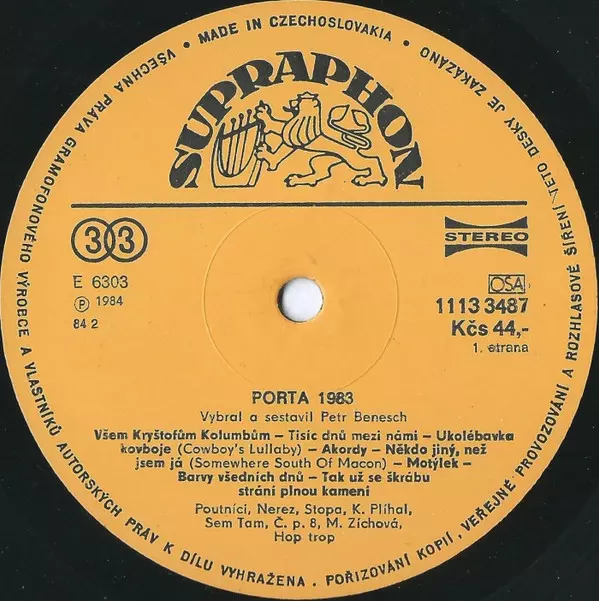 VŠECHNA PRÁVA GRAMOFONOVÉHO VÝROBCE A VLASTNÍKŮ AUTORSKÝCH PRÁV K DÍLU VYHRAŽENA . POŘIZOVÁNÍ KOPIÍ, VEŘEJNÉ PROVOZOVÁNÍ A ROZHLASOVÉ ŠÍŘENÍ TÉTO DESKY JE ZAKÁZÁNO
• MADE IN CZECHOSLOVAKIA •
SUPRAPHON
33
STEREO
E 6303
Ⓟ 1984
84 2
OSA
1113 3487
Kčs 44,-
1. strana
PORTA 1983
Vybral a sestavil Petr Benesch
Všem Kryštofům Kolumbům – Tisíc dnů mezi námi – Ukolébavka
kovboje (Cowboy's Lullaby) – Akordy – Někdo jiný, než
jsem já (Somewhere South Of Macon) – Motýlek –
Barvy všedních dnů – Tak už se škrábu
strání plnou kamení
Poutníci, Nerez, Stopa, K. Plíhal,
Sem Tam, Č. p. 8, M. Zíchová,
Hop trop